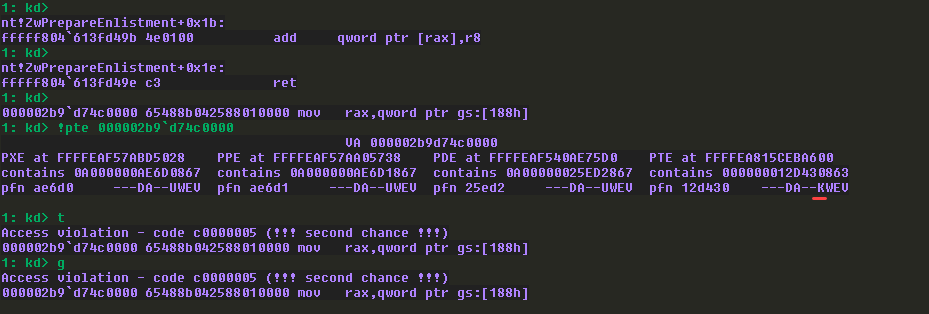 1: kd>
nt!ZwPrepareEnlistment+0x1b:
fffff804`613fd49b 4e0100 add qword ptr [rax],r8
1: kd>
nt!ZwPrepareEnlistment+0x1e:
fffff804`613fd49e c3 ret
1: kd>
000002b9`d74c0000 65488b042588010000 mov rax,qword ptr gs:[188h]
1: kd> !pte 000002b9`d74c0000
VA 000002b9d74c0000
PXE at FFFFEAF57ABD5028 PPE at FFFFEAF57AA05738 PDE at FFFFEAF540AE75D0 PTE at FFFFEA815CEBA600
contains 0A0000000AE6D0867 contains 0A0000000AE6D1867 contains 0A00000025ED2867 contains 000000012D430863
pfn ae6d0 ---DA--UWEV pfn ae6d1 ---DA--UWEV pfn 25ed2 ---DA--UWEV pfn 12d430 ---DA--KWEV
1: kd> t
Access violation - code c0000005 (!!! second chance !!!)
000002b9`d74c0000 65488b042588010000 mov rax,qword ptr gs:[188h]
1: kd> g
Access violation - code c0000005 (!!! second chance !!!)
000002b9`d74c0000 65488b042588010000 mov rax,qword ptr gs:[188h]